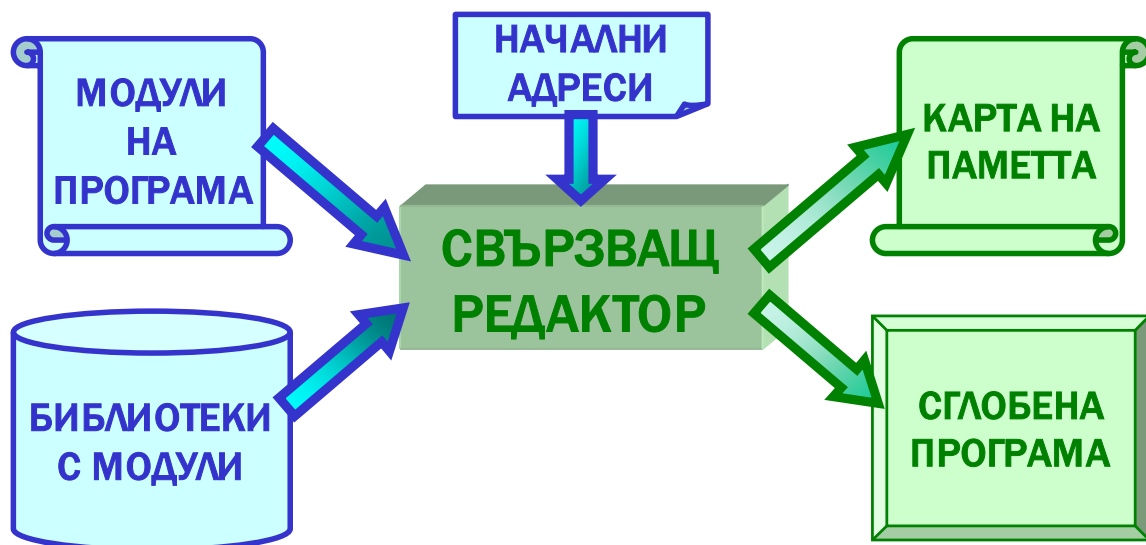 НАЧАЛНИ
АДРЕСИ
МОДУЛИ
НА
ПРОГРАМА
КАРТА НА
ПАМЕТТА
СВЪРЗВАЩ
РЕДАКТОР
БИБЛИОТЕКИ
С МОДУЛИ
СГЛОБЕНА
ПРОГРАМА